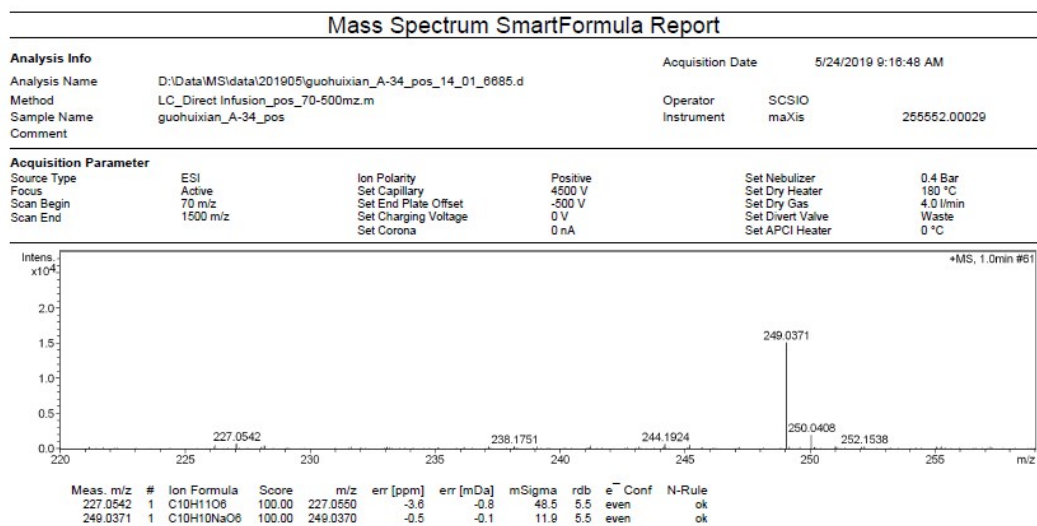 Mass Spectrum SmartFormula Report
Analysis Info
Acquisition Date 5/24/2019 9:16:48 AM
Analysis Name D:\Data\MS\data\201905\guohuixian_A-34_pos_14_01_6685.d
Method LC_Direct Infusion_pos_70-500mz.m Operator SCSIO
Sample Name guohuixian_A-34_pos Instrument maXis 255552.00029
Comment
Acquisition Parameter
Source Type ESI Ion Polarity Positive Set Nebulizer 0.4 Bar
Focus Active Set Capillary 4500 V Set Dry Heater 180 °C
Scan Begin 70 m/z Set End Plate Offset -500 V Set Dry Gas 4.0 l/min
Scan End 1500 m/z Set Charging Voltage 0 V Set Divert Valve Waste
Set Corona 0 nA Set APCI Heater 0 °C
Intens. +MS, 1.0min #61
x10⁴
2.0
249.0371
1.5
1.0
0.5
227.0542 238.1751 244.1924 250.0408 252.1538
0.0
220 225 230 235 240 245 250 255 m/z
Meas. m/z # Ion Formula Score m/z err [ppm] err [mDa] mSigma rdb e⁻ Conf N-Rule
227.0542 1 C10H11O6 100.00 227.0550 -3.6 -0.8 48.5 5.5 even ok
249.0371 1 C10H10NaO6 100.00 249.0370 -0.5 -0.1 11.9 5.5 even ok